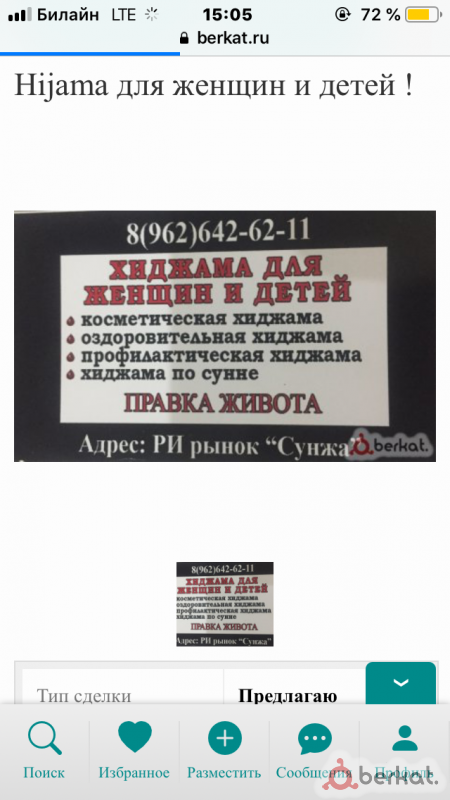 Билайн LTE 15:05 72 %
berkat.ru
Hijama для женщин и детей !
8(962)642-62-11
ХИДЖАМА ДЛЯ
ЖЕНЩИН И ДЕТЕЙ
косметическая хиджама
оздоровительная хиджама
профилактическая хиджама
хиджама по сунне
ПРАВКА ЖИВОТА
Адрес: РИ рынок "Сунжа"
berkat.
8(962)642-62-11
ХИДЖАМА ДЛЯ
ЖЕНЩИН И ДЕТЕЙ
косметическая хиджама
оздоровительная хиджама
профилактическая хиджама
хиджама по сунне
ПРАВКА ЖИВОТА
Адрес: РИ рынок "Сунжа"
Тип сделки Предлагаю
Поиск Избранное Разместить Сообщения Профиль
berkat.